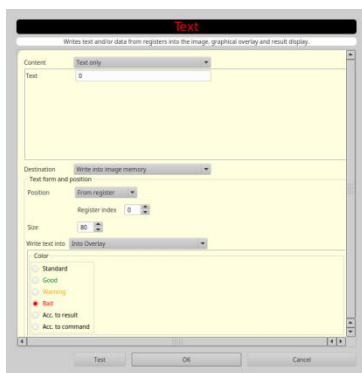 Text
Writes text and/or data from registers into the image, graphical overlay and result display.
Content Text only
Text 0
Destination Write into image memory
Text form and position
Position From register
Register index 0
Size 80
Write text into Into Overlay
Color
Standard
Good
Warning
Bad
Acc. to result
Acc. to command
Test OK Cancel